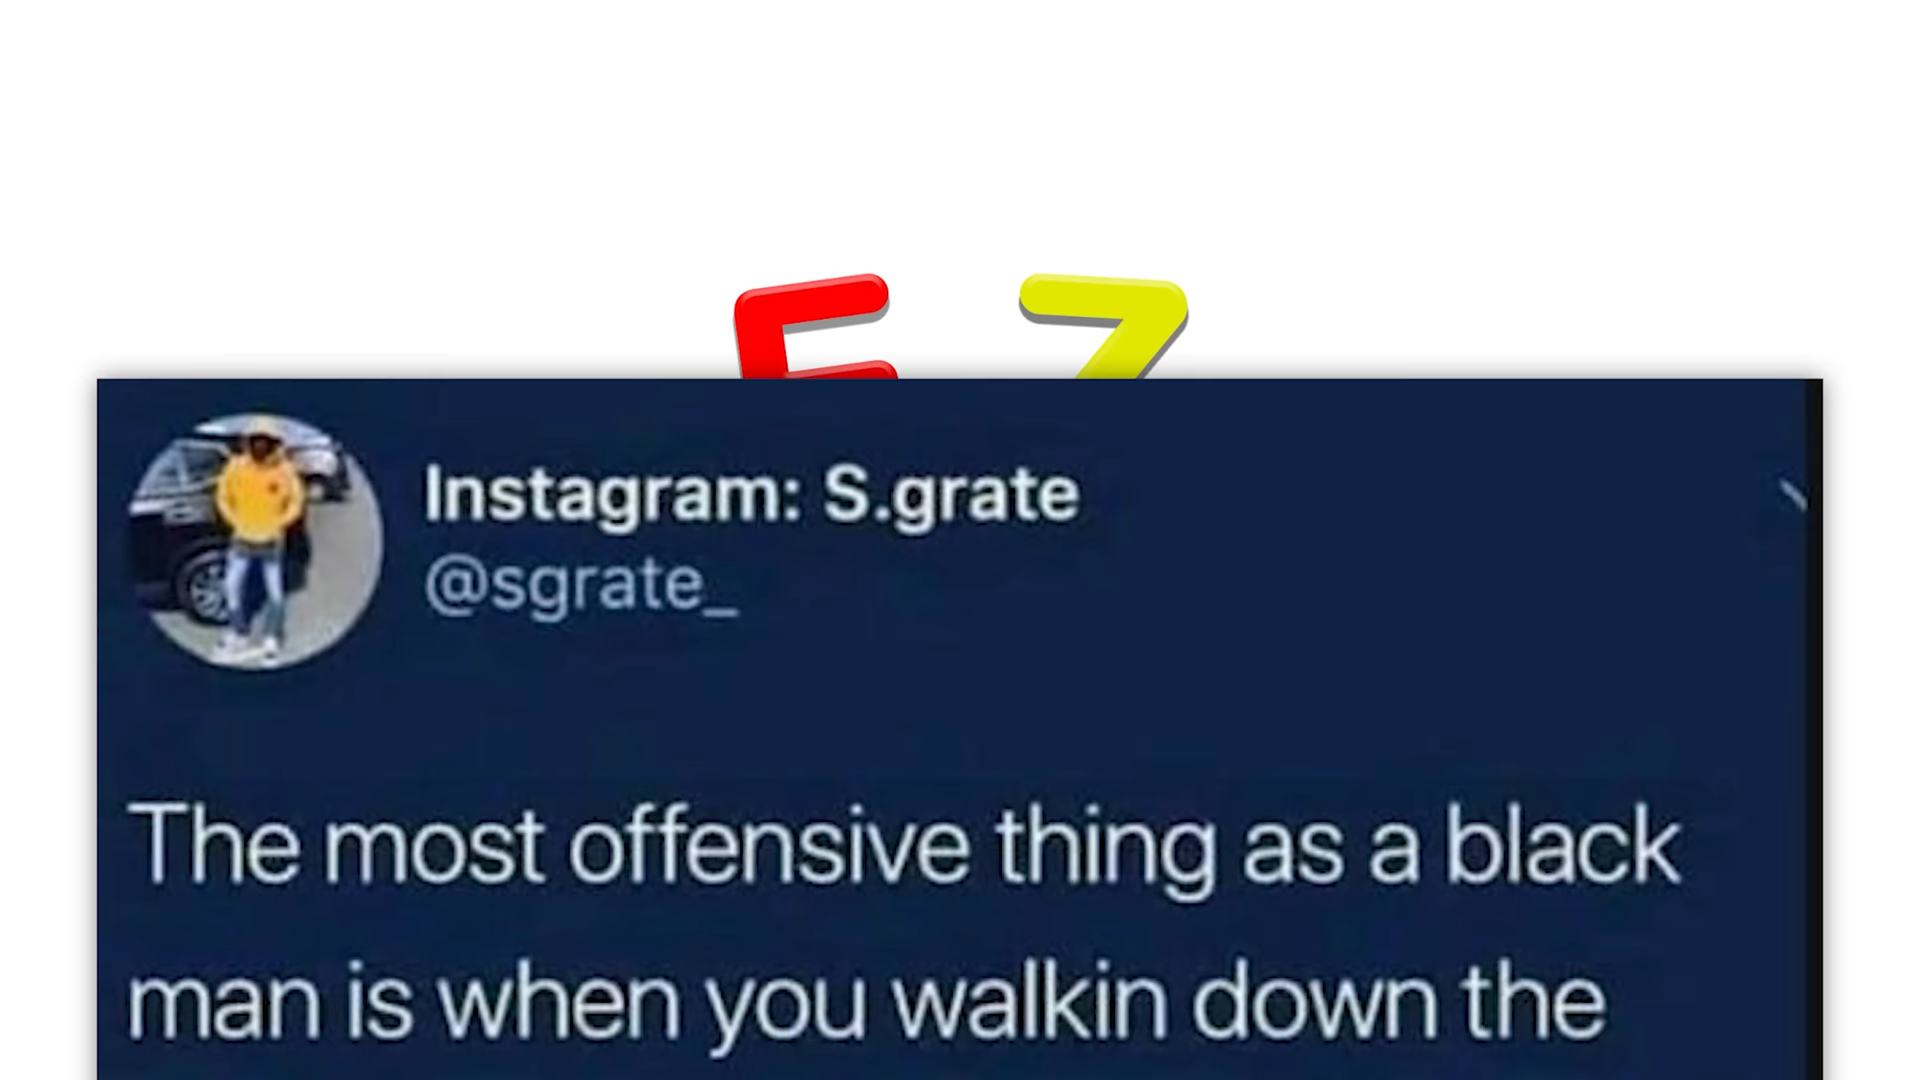 E Z
Instagram: S.grate
@sgrate_
The most offensive thing as a black
man is when you walkin down the